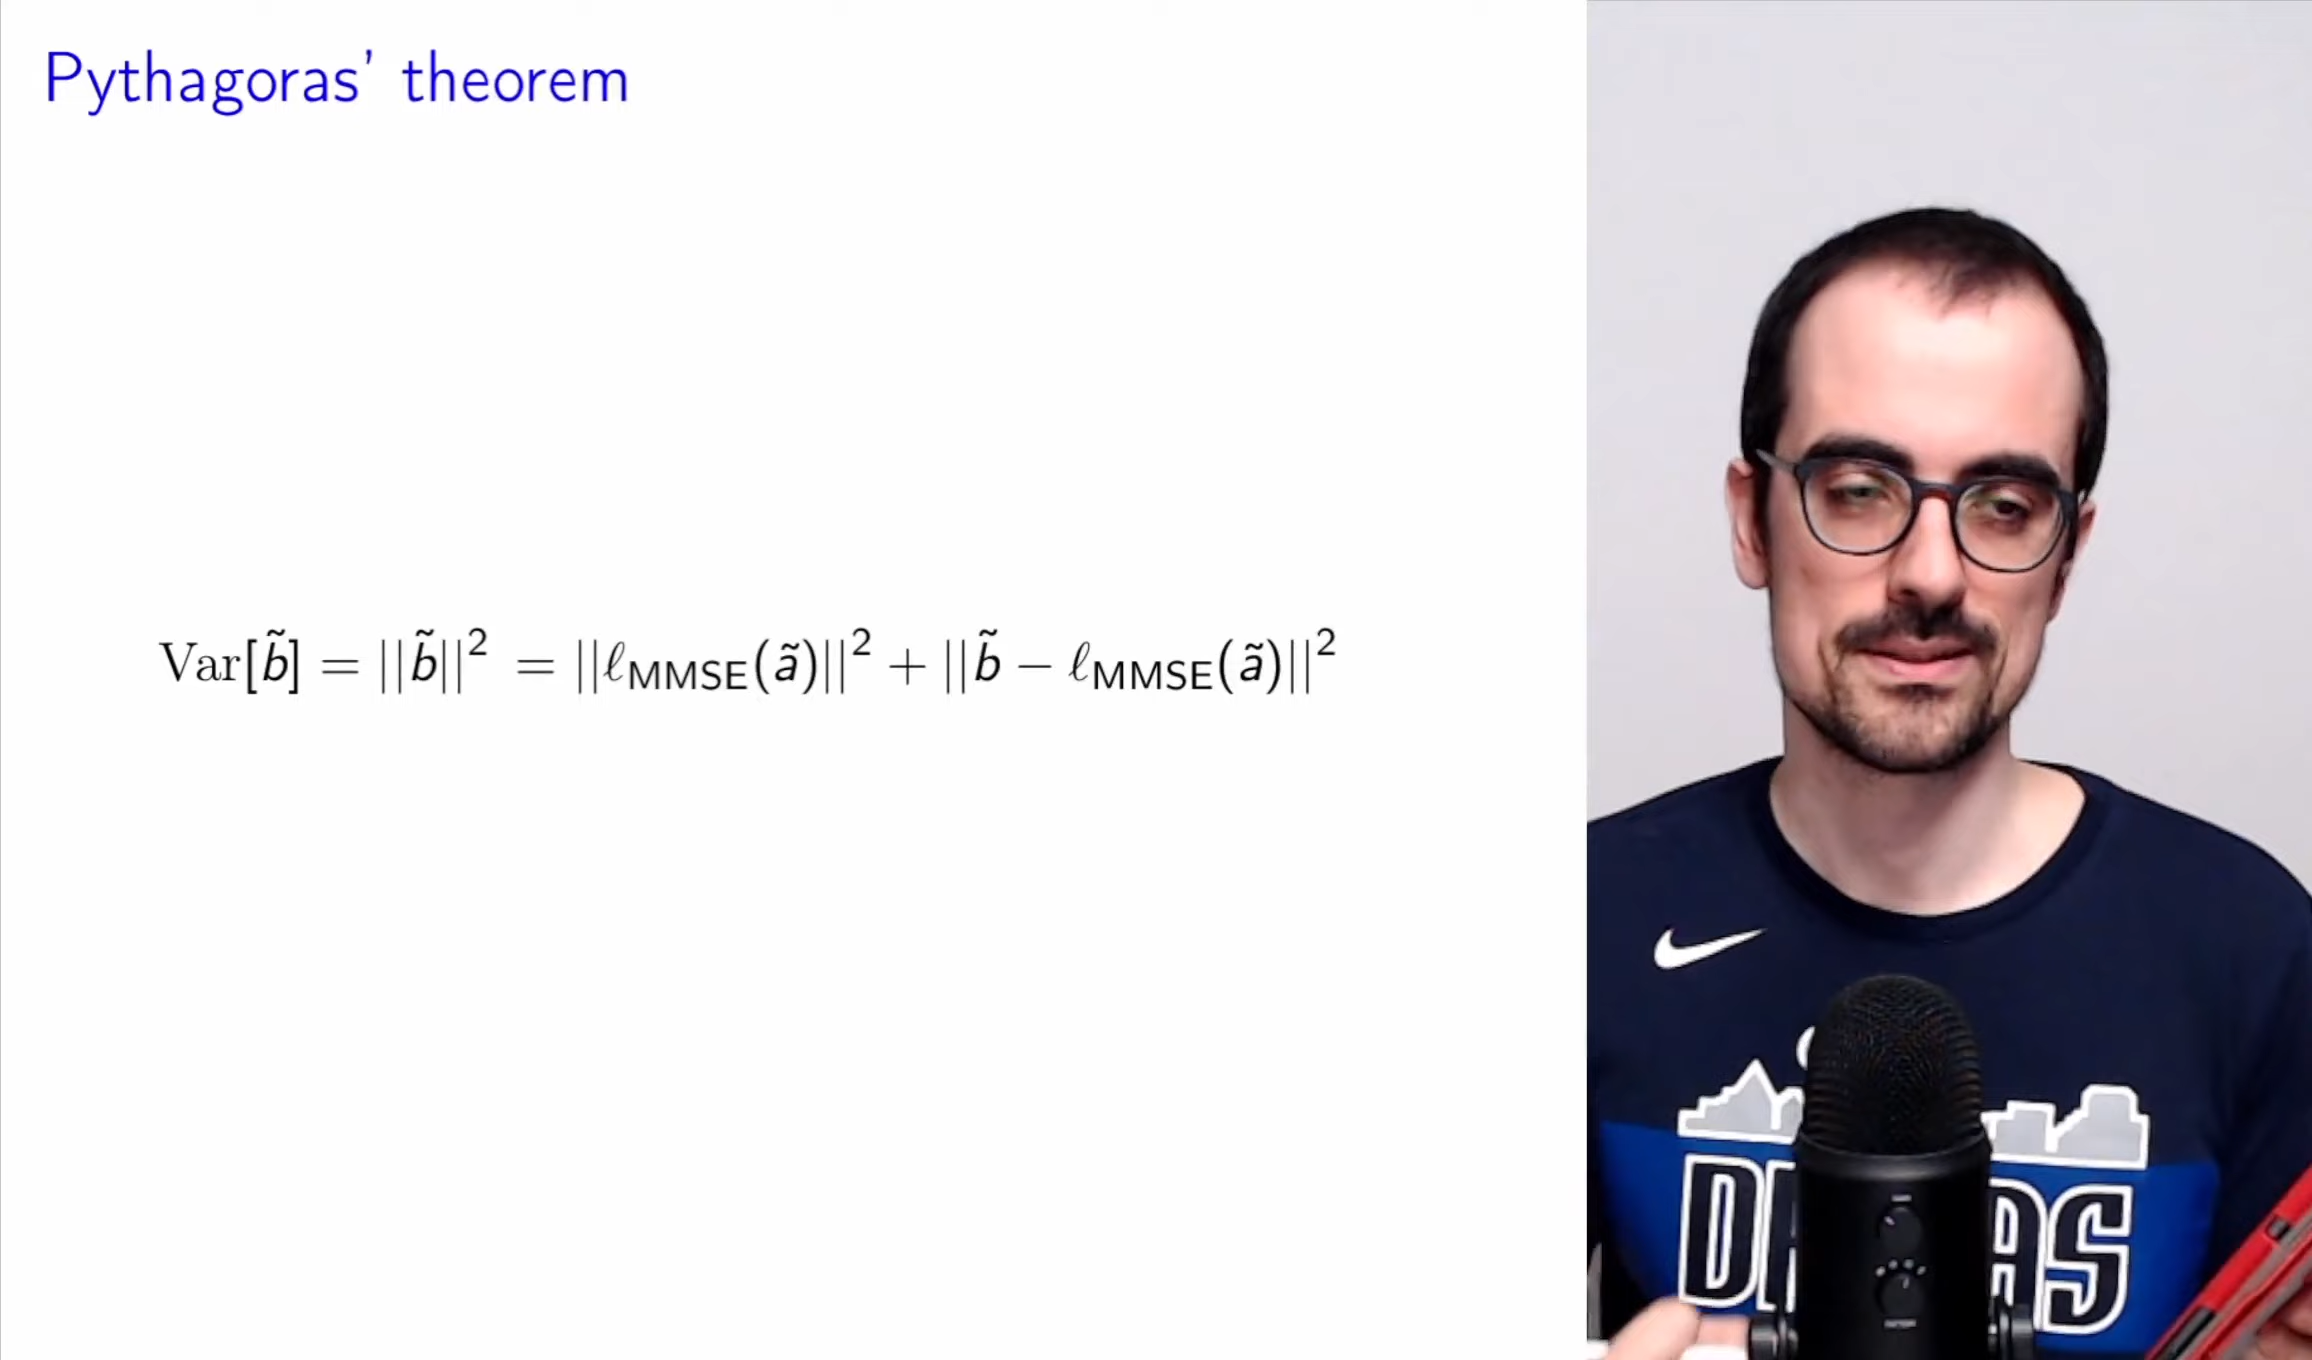 Pythagoras' theorem
Var[b̃] = ||b̃||² = ||ℓ_MMSE(ã)||² + ||b̃ − ℓ_MMSE(ã)||²